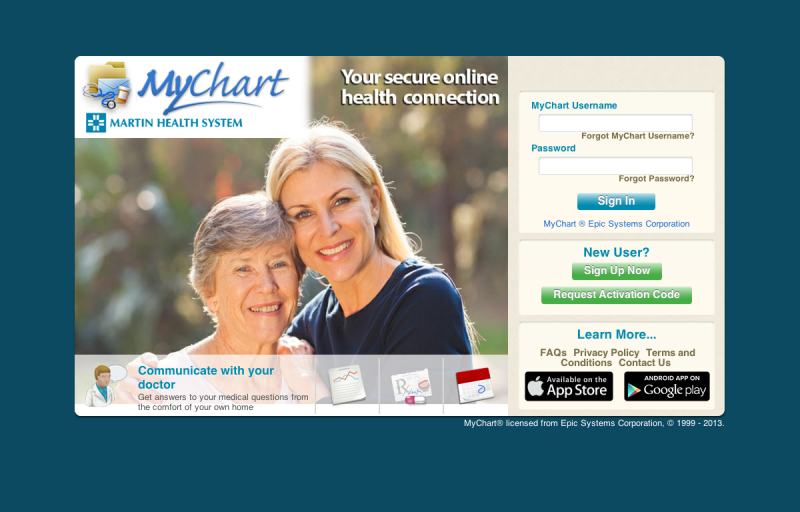 MyChart
MARTIN HEALTH SYSTEM
Your secure online
health connection
MyChart Username
Forgot MyChart Username?
Password
Forgot Password?
Sign In
MyChart ® Epic Systems Corporation
New User?
Sign Up Now
Request Activation Code
Learn More...
FAQs Privacy Policy Terms and
Conditions Contact Us
Available on the
App Store
ANDROID APP ON
Google play
Communicate with your
doctor
Get answers to your medical questions from
the comfort of your own home
MyChart® licensed from Epic Systems Corporation, © 1999 - 2013.